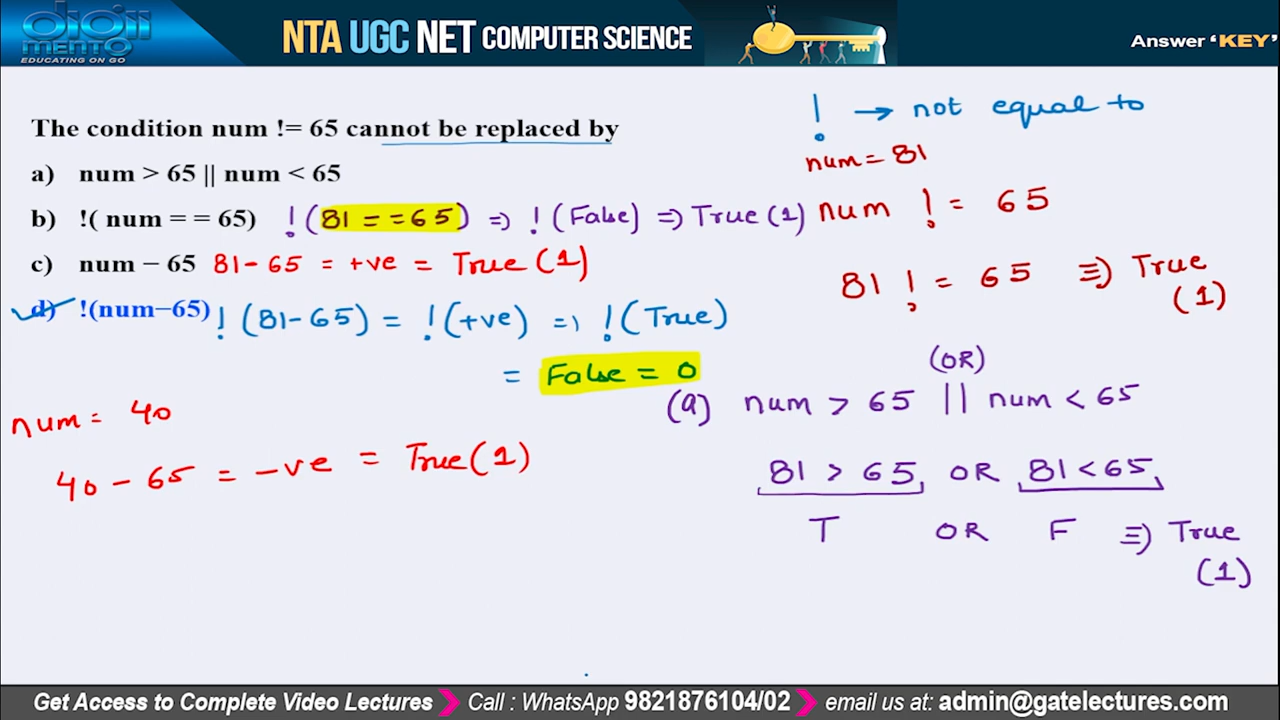 digii
MENTO
EDUCATING ON GO
NTA UGC NET COMPUTER SCIENCE
Answer ‘KEY’
The condition num != 65 cannot be replaced by
a) num > 65 || num < 65
b) !( num = = 65) !(81 = = 65) ⇒ !(False) ⇒ True (1)
c) num − 65 81 - 65 = +ve = True (1)
d) !(num−65) !(81 - 65) = !(+ve) ⇒ !(True)
= False = 0
num = 40
40 - 65 = -ve = True (1)
! → not equal to
num = 81
num != 65
81 != 65 ≡) True
(1)
(OR)
(a) num > 65 || num < 65
81 > 65 OR 81 < 65
T OR F ≡) True
(1)
Get Access to Complete Video Lectures Call : WhatsApp 9821876104/02 email us at: admin@gatelectures.com